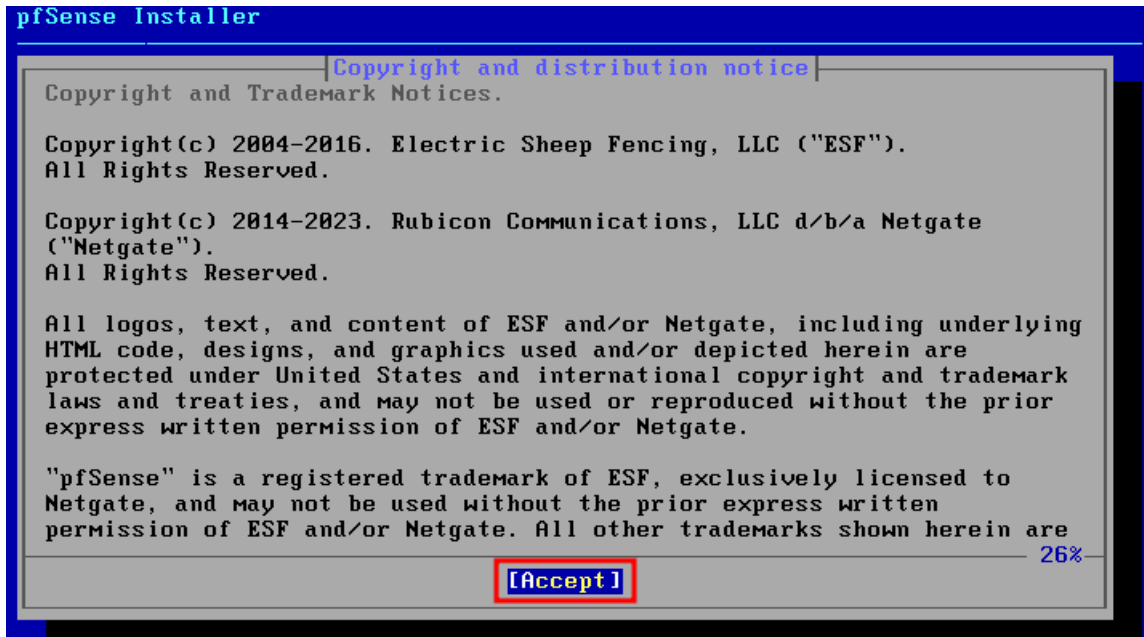 pfSense Installer
Copyright and distribution notice
Copyright and Trademark Notices.
Copyright(c) 2004-2016. Electric Sheep Fencing, LLC ("ESF").
All Rights Reserved.
Copyright(c) 2014-2023. Rubicon Communications, LLC d/b/a Netgate
("Netgate").
All Rights Reserved.
All logos, text, and content of ESF and/or Netgate, including underlying
HTML code, designs, and graphics used and/or depicted herein are
protected under United States and international copyright and trademark
laws and treaties, and may not be used or reproduced without the prior
express written permission of ESF and/or Netgate.
"pfSense" is a registered trademark of ESF, exclusively licensed to
Netgate, and may not be used without the prior express written
permission of ESF and/or Netgate. All other trademarks shown herein are
26%
[Accept]